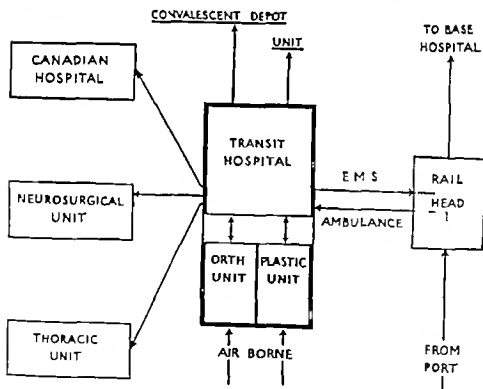 CONVALESCENT DEPOT
UNIT
TO BASE
HOSPITAL
CANADIAN
HOSPITAL
TRANSIT
HOSPITAL
E M S
RAIL
HEAD
1
AMBULANCE
NEUROSURGICAL
UNIT
ORTH
UNIT
PLASTIC
UNIT
THORACIC
UNIT
AIR BORNE
FROM
PORT